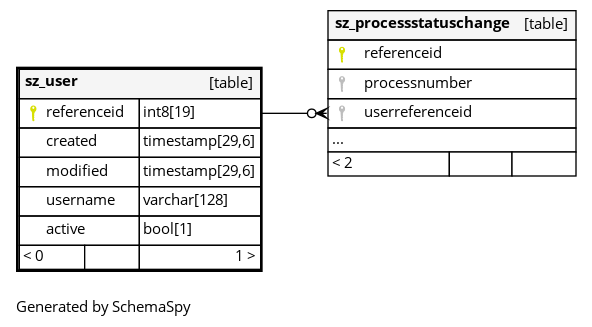 sz_user [table]
referenceid int8[19]
created timestamp[29,6]
modified timestamp[29,6]
username varchar[128]
active bool[1]
< 0 1 >
sz_processstatuschange [table]
referenceid
processnumber
userreferenceid
...
< 2
Generated by SchemaSpy